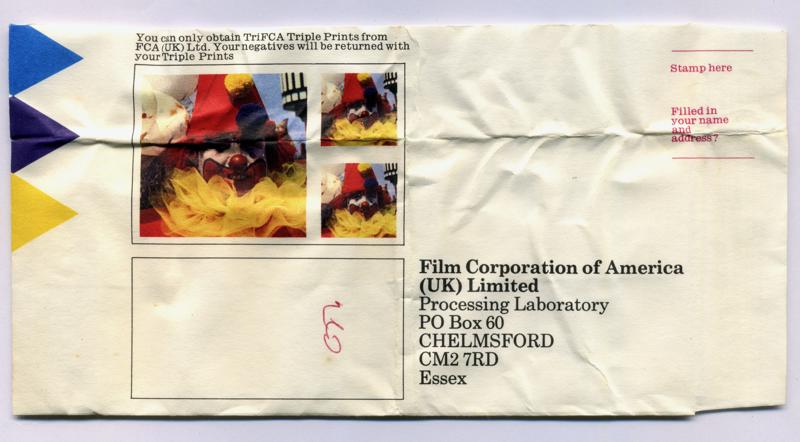 You can only obtain TriFCA Triple Prints from
FCA (UK) Ltd. Your negatives will be returned with
your Triple Prints
Stamp here
Filled in
your name
and
address?
Film Corporation of America
(UK) Limited
Processing Laboratory
PO Box 60
CHELMSFORD
CM2 7RD
Essex